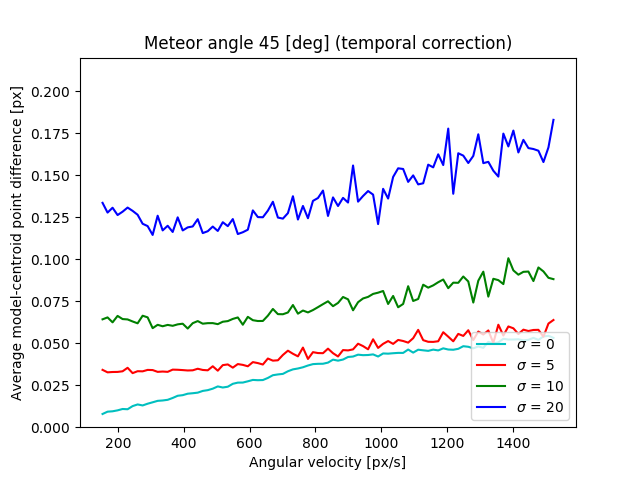 Meteor angle 45 [deg] (temporal correction)
Average model-centroid point difference [px]
0.200
0.175
0.150
0.125
0.100
0.075
0.050
0.025
0.000
200 400 600 800 1000 1200 1400
Angular velocity [px/s]
σ = 0
σ = 5
σ = 10
σ = 20